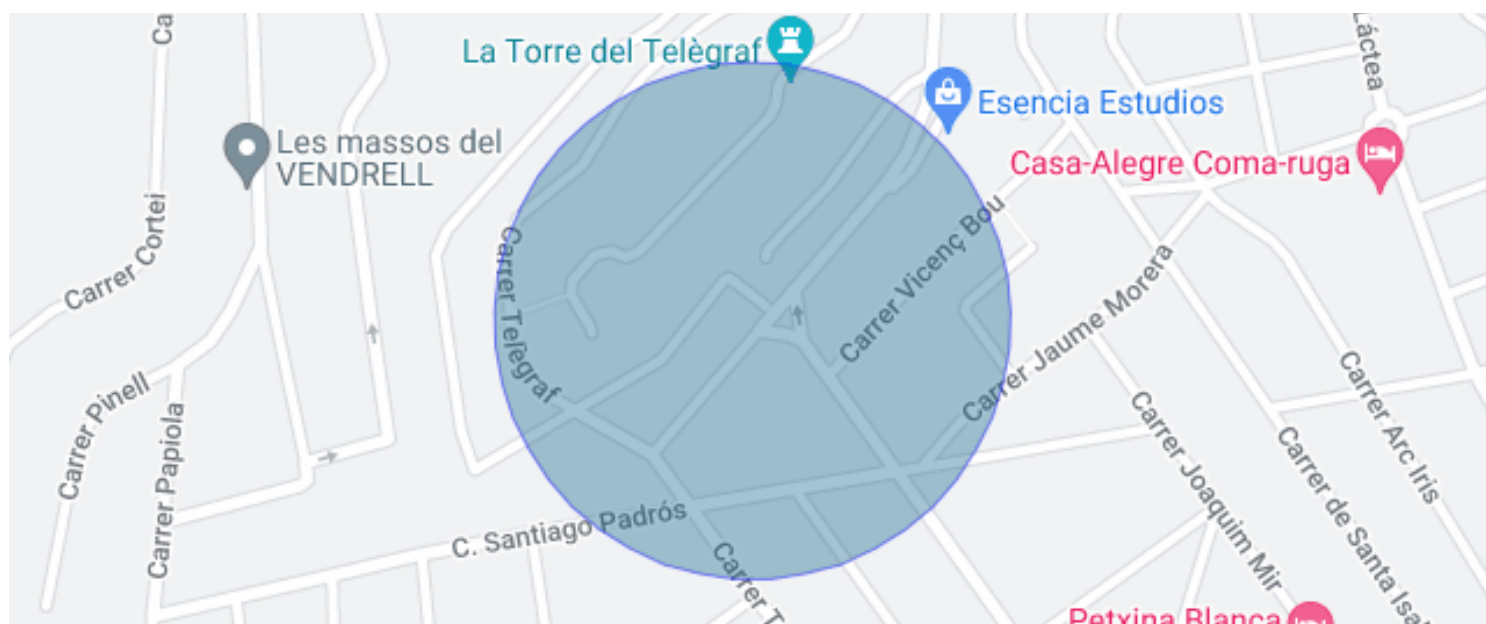 Ca
La Torre del Telègraf
Láctea
Esencia Estudios
Les massos del
VENDRELL
Casa-Alegre Coma-ruga
Carrer Cortei
Carrer Telègraf
Carrer Vicenç Bou
Carrer Jaume Morera
Carrer Pinell
Carrer Papiola
Carrer Arc Iris
Carrer Joaquim Mir
Carrer de Santa Isa
C. Santiago Padrós
Carrer T
Petxina Blanca